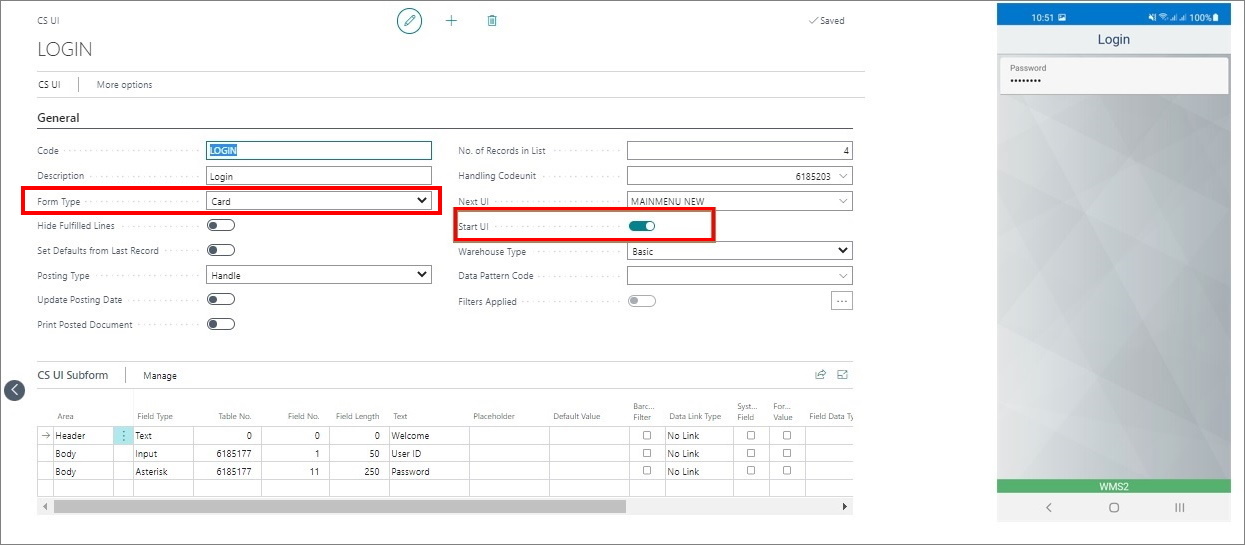 CS UI
Saved
LOGIN
CS UI More options
General
Code LOGIN
Description Login
Form Type Card
Hide Fulfilled Lines
Set Defaults from Last Record
Posting Type Handle
Update Posting Date
Print Posted Document
No. of Records in List 4
Handling Codeunit 6185203
Next UI MAINMENU NEW
Start UI
Warehouse Type Basic
Data Pattern Code
Filters Applied
CS UI Subform Manage
Area Field Type Table No. Field No. Field Length Text Placeholder Default Value Barc... Filter Data Link Type Syst... Field For... Value Field Data Ty
Header Text 0 0 0 Welcome No Link
Body Input 6185177 1 50 User ID No Link
Body Asterisk 6185177 11 250 Password No Link
10:51 100%
Login
Password
••••••••
WMS2